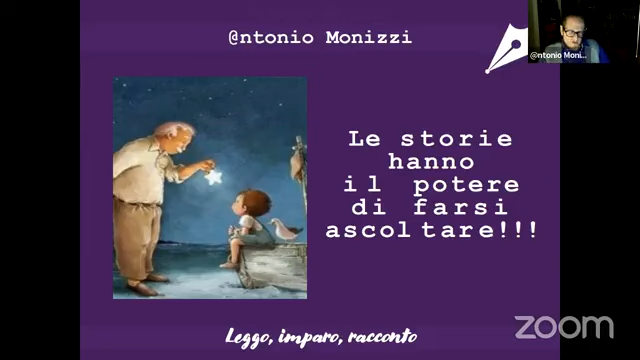 @ntonio Monizzi
@ntonio Moni...
Le storie
hanno
il potere
di farsi
ascoltare!!!
Leggo, imparo, racconto
zoom